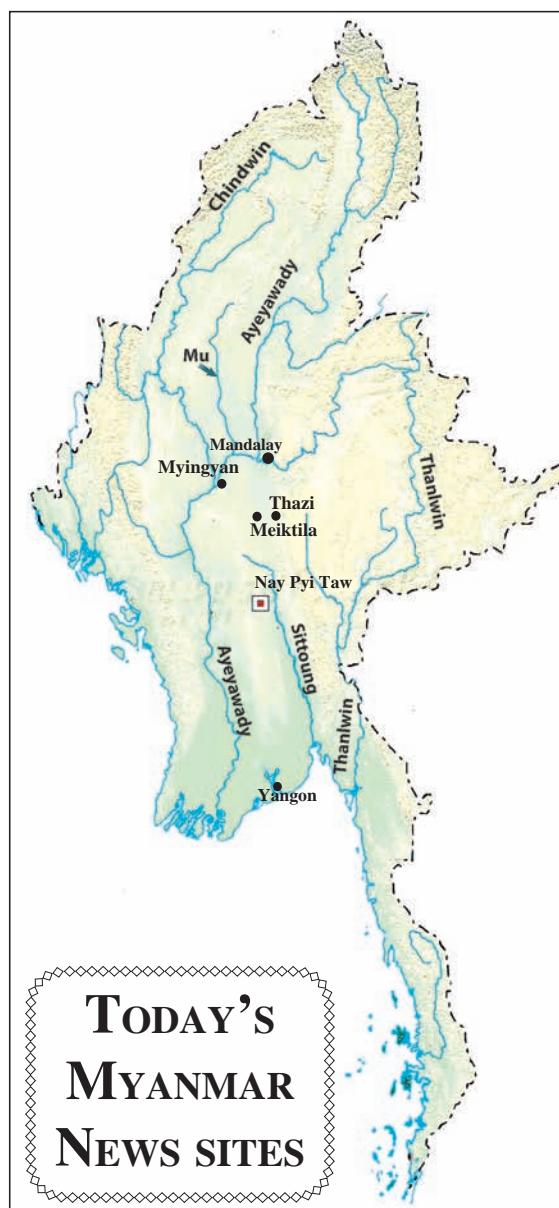 Chindwin
Ayeyawady
Mu
Mandalay
Myingyan
Thanlwin
Thazi
Meiktila
Nay Pyi Taw
Sittoung
Ayeyawady
Thanlwin
Yangon
TODAY'S
MYANMAR
NEWS SITES